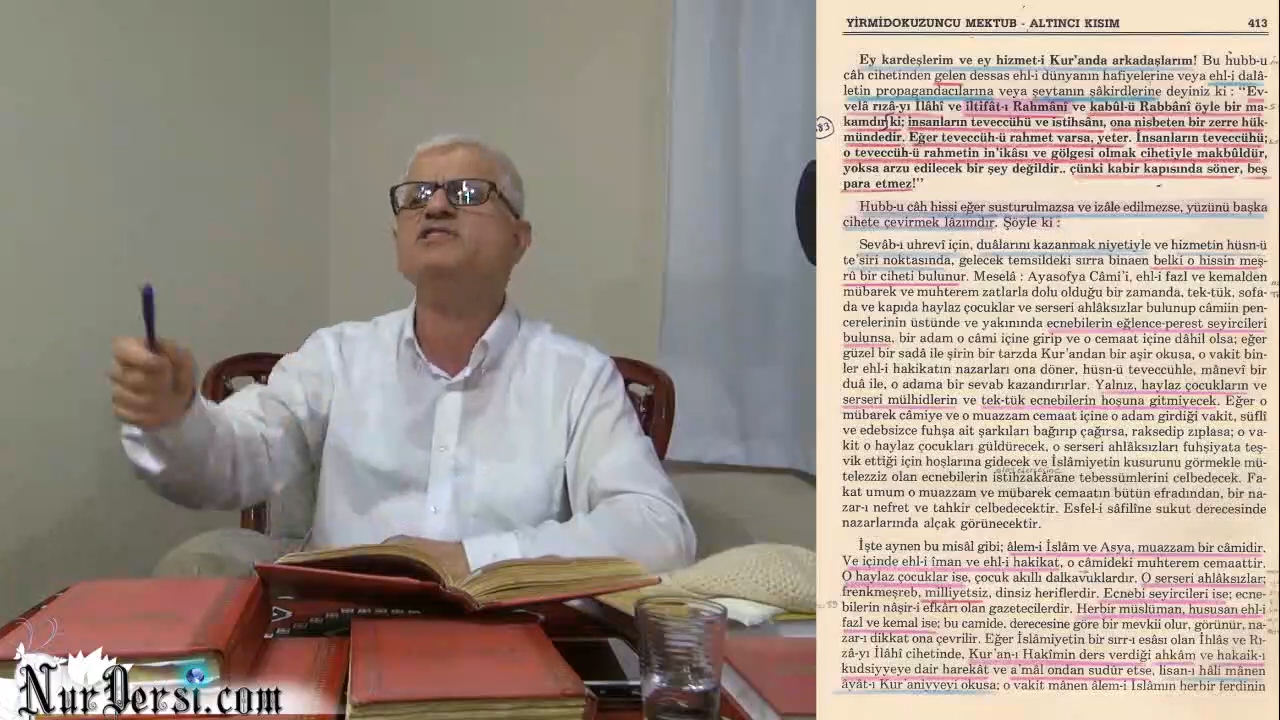 YİRMİDOKUZUNCU MEKTUB - ALTINCI KISIM 413
Ey kardeşlerim ve ey hizmet-i Kur'anda arkadaşlarım! Bu hubb-u
câh cihetinden gelen dessas ehl-i dünyanın hafiyelerine veya ehl-i dalâ-
letin propagandacılarına veya şeytanın şâkirdlerine deyiniz ki : "Ev-
velâ rızâ-yı İlâhî ve iltifât-ı Rahmânî ve kabûl-ü Rabbânî öyle bir ma-
kamdır ki; insanların teveccühü ve istihsânı, ona nisbeten bir zerre hük-
mündedir. Eğer teveccüh-ü rahmet varsa, yeter. İnsanların teveccühü;
o teveccüh-ü rahmetin in'ikâsı ve gölgesi olmak cihetiyle makbûldür,
yoksa arzu edilecek bir şey değildir.. çünki kabir kapısında söner, beş
para etmez!"
Hubb-u câh hissi eğer susturulmazsa ve izâle edilmezse, yüzünü başka
cihete çevirmek lâzımdır. Şöyle ki :
Sevâb-ı uhrevî için, duâlarını kazanmak niyetiyle ve hizmetin hüsn-ü
te'siri noktasında, gelecek temsildeki sırra binaen belki o hissin meş-
rû bir ciheti bulunur. Meselâ : Ayasofya Câmi'i, ehl-i fazl ve kemalden
mübarek ve muhterem zatlarla dolu olduğu bir zamanda, tek-tük, sofa-
da ve kapıda haylaz çocuklar ve serseri ahlâksızlar bulunup câmiin pen-
cerelerinin üstünde ve yakınında ecnebilerin eğlence-perest seyircileri
bulunsa, bir adam o câmi içine girip ve o cemaat içine dâhil olsa; eğer
güzel bir sadâ ile şirin bir tarzda Kur'andan bir aşir okusa, o vakit bin-
ler ehl-i hakikatın nazarları ona döner, hüsn-ü teveccühle, mânevî bir
duâ ile, o adama bir sevab kazandırırlar. Yalnız, haylaz çocukların ve
serseri mülhidlerin ve tek-tük ecnebilerin hoşuna gitmiyecek. Eğer o
mübarek câmiye ve o muazzam cemaat içine o adam girdiği vakit, süflî
ve edebsizce fuhşa ait şarkıları bağırıp çağırsa, raksedip zıplasa; o va-
kit o haylaz çocukları güldürecek, o serseri ahlâksızları fuhşiyata teş-
vik ettiği için hoşlarına gidecek ve İslâmiyetin kusurunu görmekle mü-
telezziz olan ecnebilerin istihzakârane tebessümlerini celbedecek. Fa-
kat umum o muazzam ve mübarek cemaatın bütün efradından, bir na-
zar-ı nefret ve tahkir celbedecektir. Esfel-i sâfilîne sukut derecesinde
nazarlarında alçak görünecektir.
İşte aynen bu misâl gibi; âlem-i İslâm ve Asya, muazzam bir câmidir.
Ve içinde ehl-i îman ve ehl-i hakikat, o câmideki muhterem cemaattir.
O haylaz çocuklar ise, çocuk akıllı dalkavuklardır. O serseri ahlâksızlar;
frenkmeşreb, milliyetsiz, dinsiz heriflerdir. Ecnebi seyircileri ise; ecne-
bilerin nâşir-i efkârı olan gazetecilerdir. Herbir müslüman, hususan ehl-i
fazl ve kemal ise; bu camide, derecesine göre bir mevkii olur, görünür, na-
zar-ı dikkat ona çevrilir. Eğer İslâmiyetin bir sırr-ı esâsı olan İhlâs ve Rı-
zâ-yı İlâhî cihetinde, Kur'an-ı Hakîmin ders verdiği ahkâm ve hakaik-ı
kudsiyyeye dair harekât ve a'mâl ondan sudûr etse, lisan-ı hâli mânen
âyât-ı Kur'aniyyeyi okusa; o vakit mânen âlem-i İslâmın herbir ferdinin
NurDersi.com